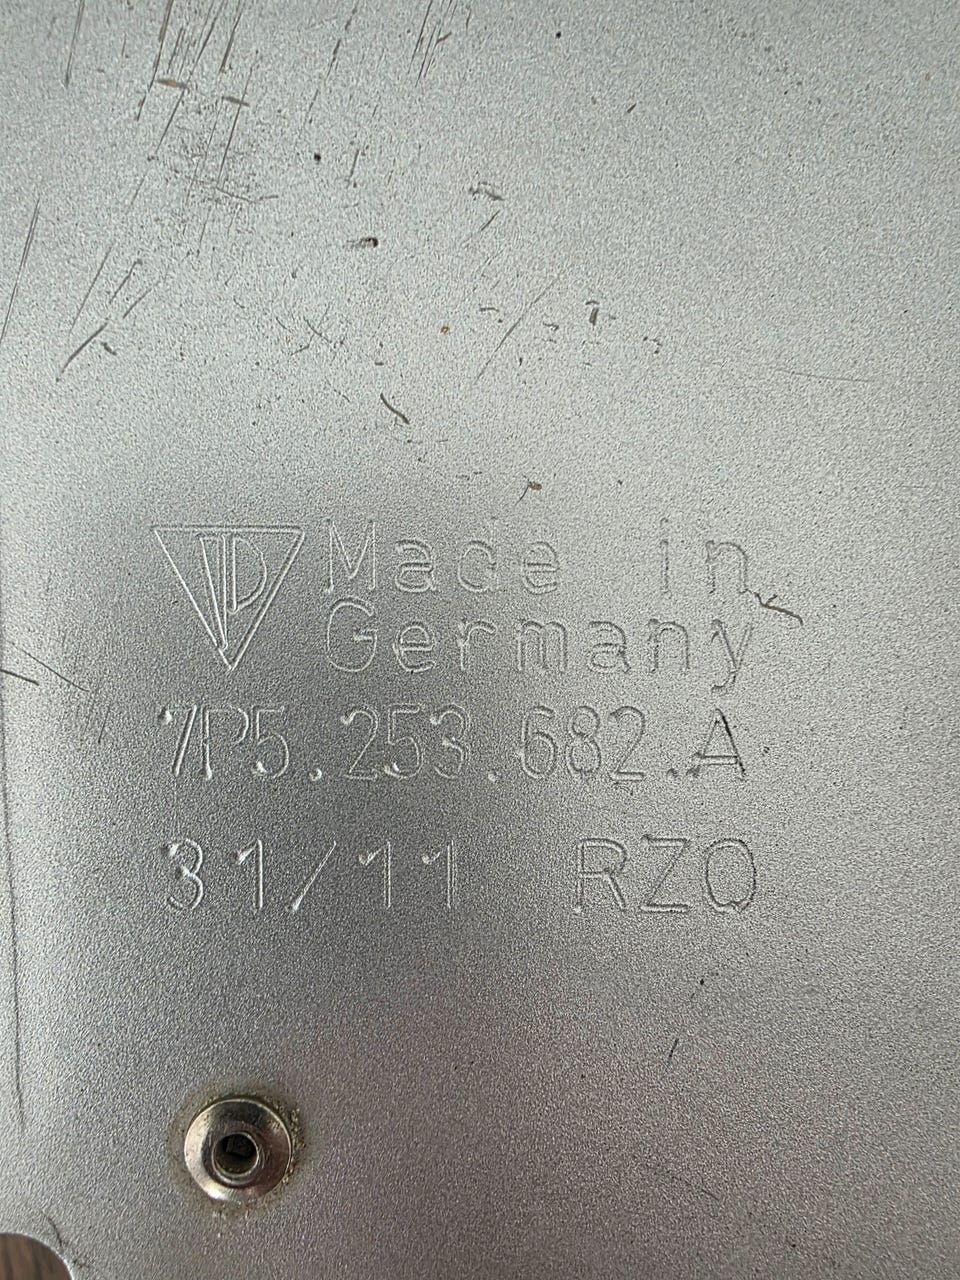 Made in
Germany
7P5.253.682.A
31/11 RZO